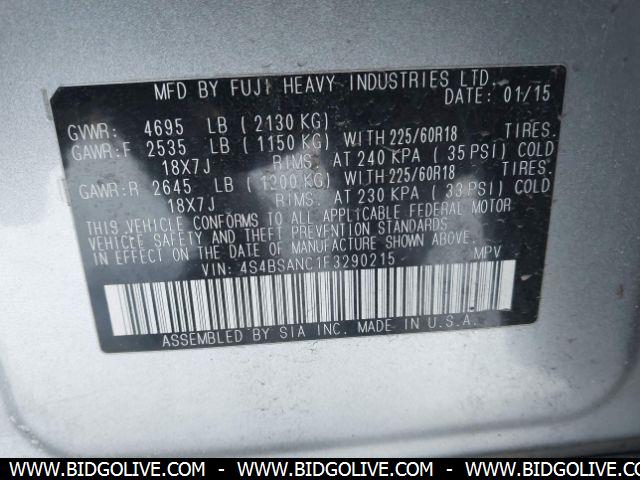 MFD BY FUJI HEAVY INDUSTRIES LTD.
DATE: 01/15
GVWR: 4695 LB ( 2130 KG)
GAWR:F 2535 LB ( 1150 KG) WITH 225/60R18 TIRES.
18X7J RIMS. AT 240 KPA ( 35 PSI) COLD
GAWR:R 2645 LB ( 1200 KG) WITH 225/60R18 TIRES.
18X7J RIMS. AT 230 KPA ( 33 PSI) COLD
THIS VEHICLE CONFORMS TO ALL APPLICABLE FEDERAL MOTOR
VEHICLE SAFETY AND THEFT PREVENTION STANDARDS
IN EFFECT ON THE DATE OF MANUFACTURE SHOWN ABOVE.
VIN: 4S4BSANC1F3290215 MPV
ASSEMBLED BY SIA INC. MADE IN U.S.A.
WWW.BIDGOLIVE.COM - WWW.BIDGOLIVE.COM - WWW.BIDGOLIVE.COM